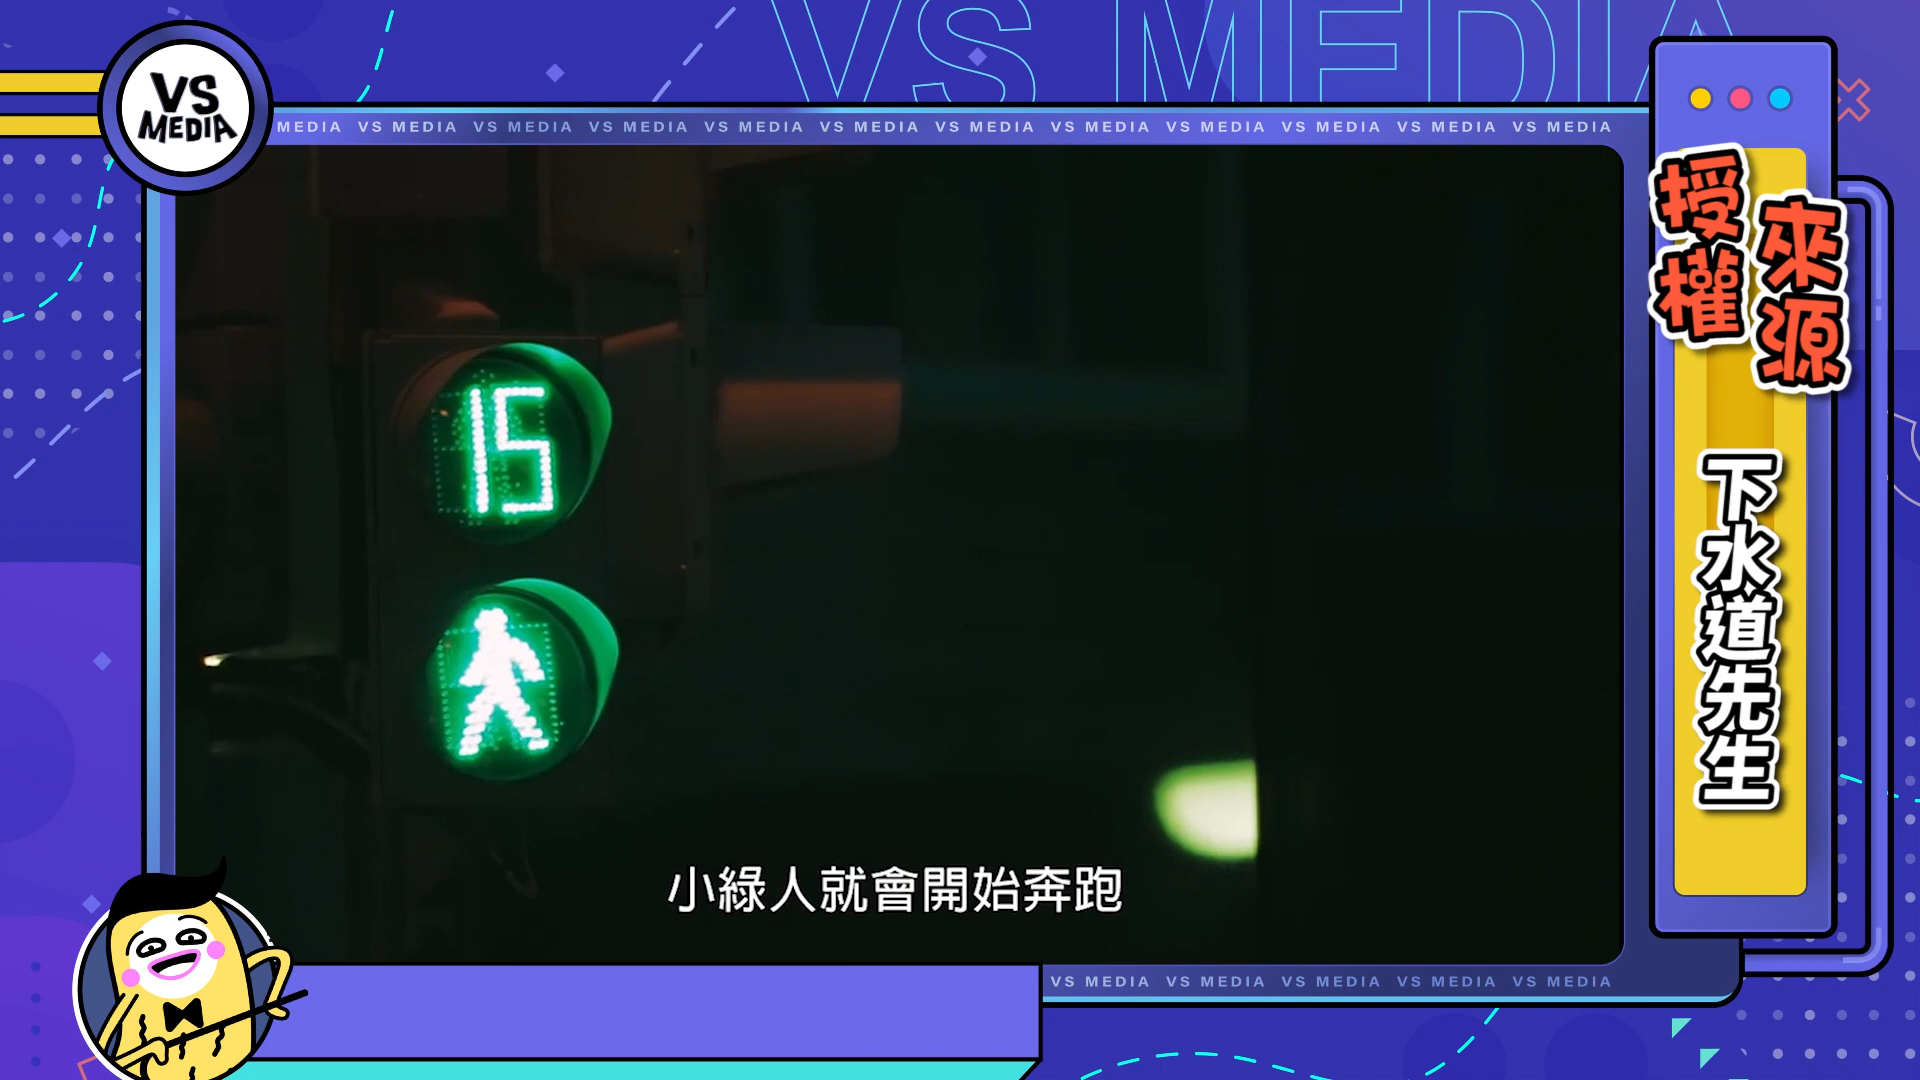 VS MEDIA
VS
MEDIA
MEDIA VS MEDIA VS MEDIA VS MEDIA VS MEDIA VS MEDIA VS MEDIA VS MEDIA VS MEDIA VS MEDIA VS MEDIA VS MEDIA
授權
來源
下水道先生
15
小綠人就會開始奔跑
VS MEDIA VS MEDIA VS MEDIA VS MEDIA VS MEDIA